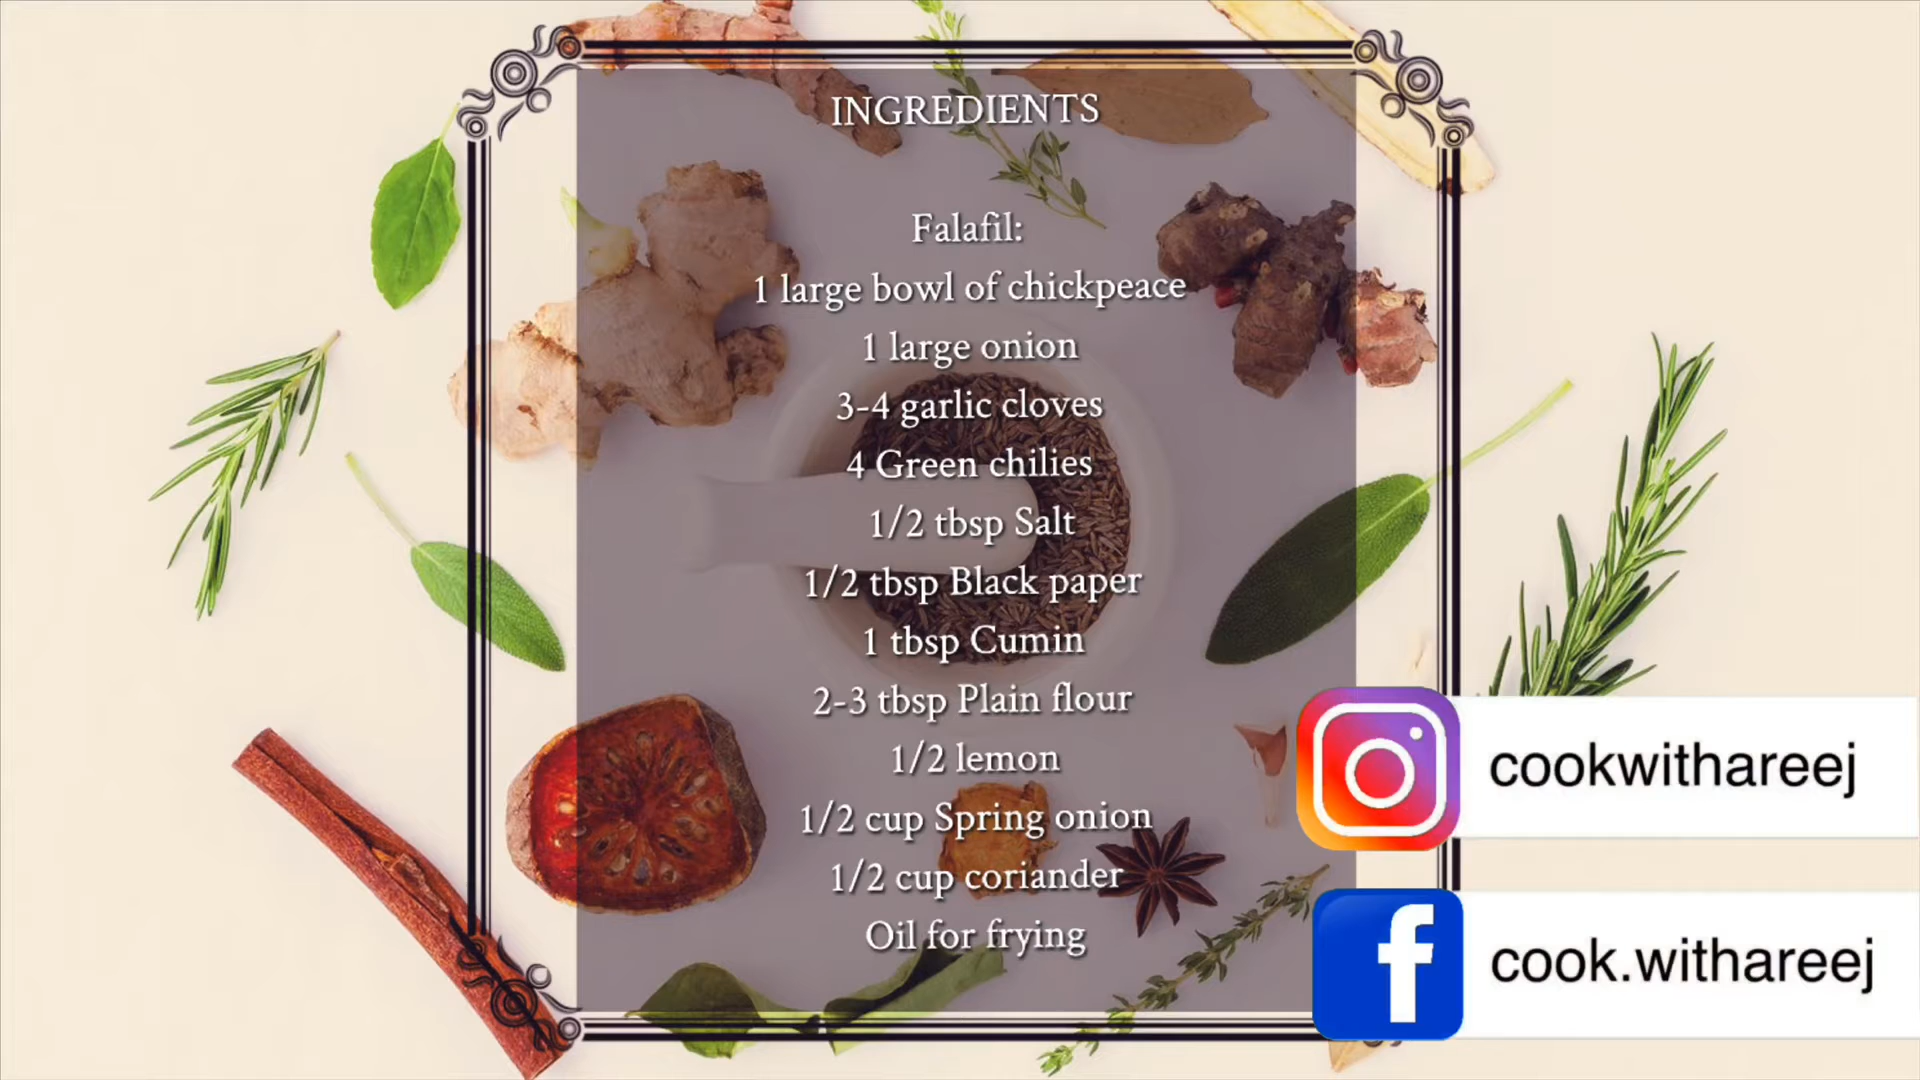 INGREDIENTS
Falafil:
1 large bowl of chickpeace
1 large onion
3-4 garlic cloves
4 Green chilies
1/2 tbsp Salt
1/2 tbsp Black paper
1 tbsp Cumin
2-3 tbsp Plain flour
1/2 lemon
1/2 cup Spring onion
1/2 cup coriander
Oil for frying
cookwithareej
cook.withareej